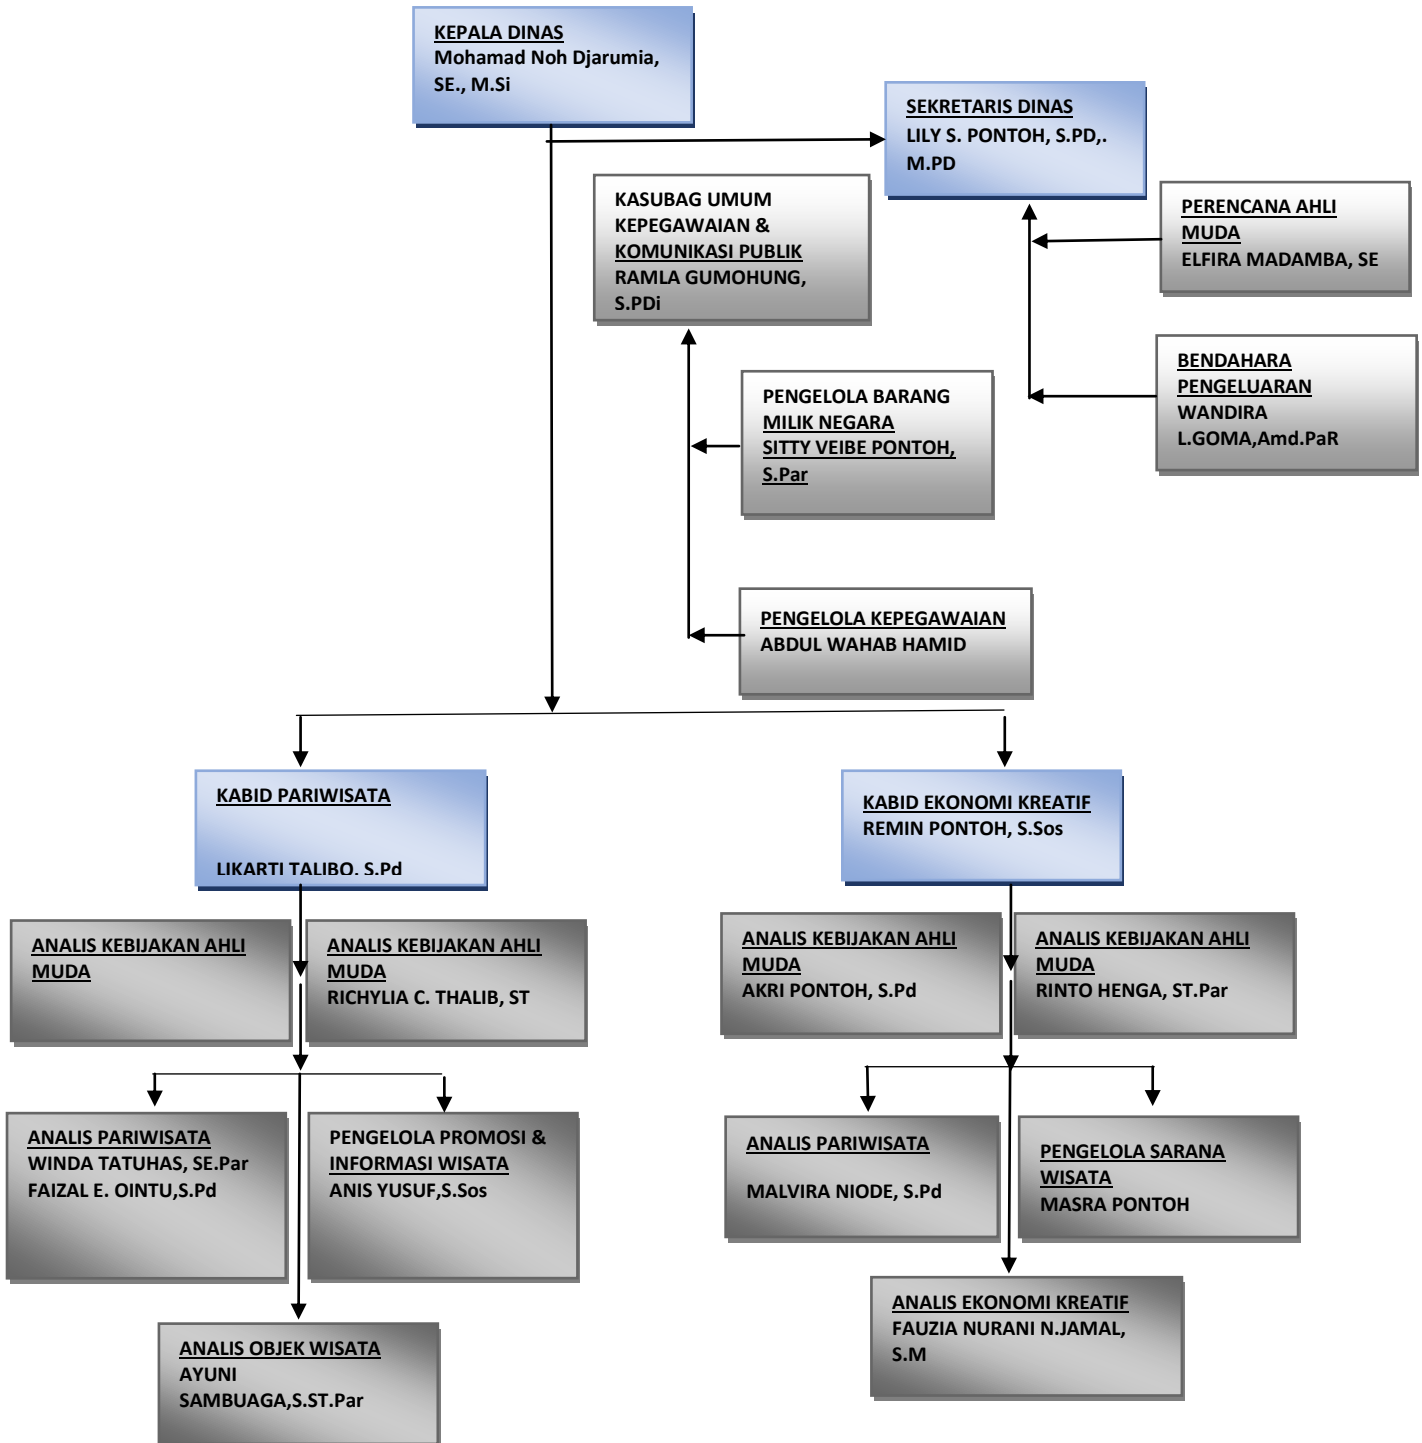 KEPALA DINAS
Mohamad Noh Djarumia,
SE., M.Si
SEKRETARIS DINAS
LILY S. PONTOH, S.PD,.
M.PD
KASUBAG UMUM
KEPEGAWAIAN &
KOMUNIKASI PUBLIK
RAMLA GUMOHUNG,
S.PDi
PERENCANA AHLI
MUDA
ELFIRA MADAMBA, SE
BENDAHARA
PENGELUARAN
WANDIRA
L.GOMA,Amd.PaR
PENGELOLA BARANG
MILIK NEGARA
SITTY VEIBE PONTOH,
S.Par
PENGELOLA KEPEGAWAIAN
ABDUL WAHAB HAMID
KABID PARIWISATA
LIKARTI TALIBO. S.Pd
KABID EKONOMI KREATIF
REMIN PONTOH, S.Sos
ANALIS KEBIJAKAN AHLI
MUDA
ANALIS KEBIJAKAN AHLI
MUDA
RICHYLIA C. THALIB, ST
ANALIS KEBIJAKAN AHLI
MUDA
AKRI PONTOH, S.Pd
ANALIS KEBIJAKAN AHLI
MUDA
RINTO HENGA, ST.Par
ANALIS PARIWISATA
WINDA TATUHAS, SE.Par
FAIZAL E. OINTU,S.Pd
PENGELOLA PROMOSI &
INFORMASI WISATA
ANIS YUSUF,S.Sos
ANALIS PARIWISATA
MALVIRA NIODE, S.Pd
PENGELOLA SARANA
WISATA
MASRA PONTOH
ANALIS OBJEK WISATA
AYUNI
SAMBUAGA,S.ST.Par
ANALIS EKONOMI KREATIF
FAUZIA NURANI N.JAMAL,
S.M